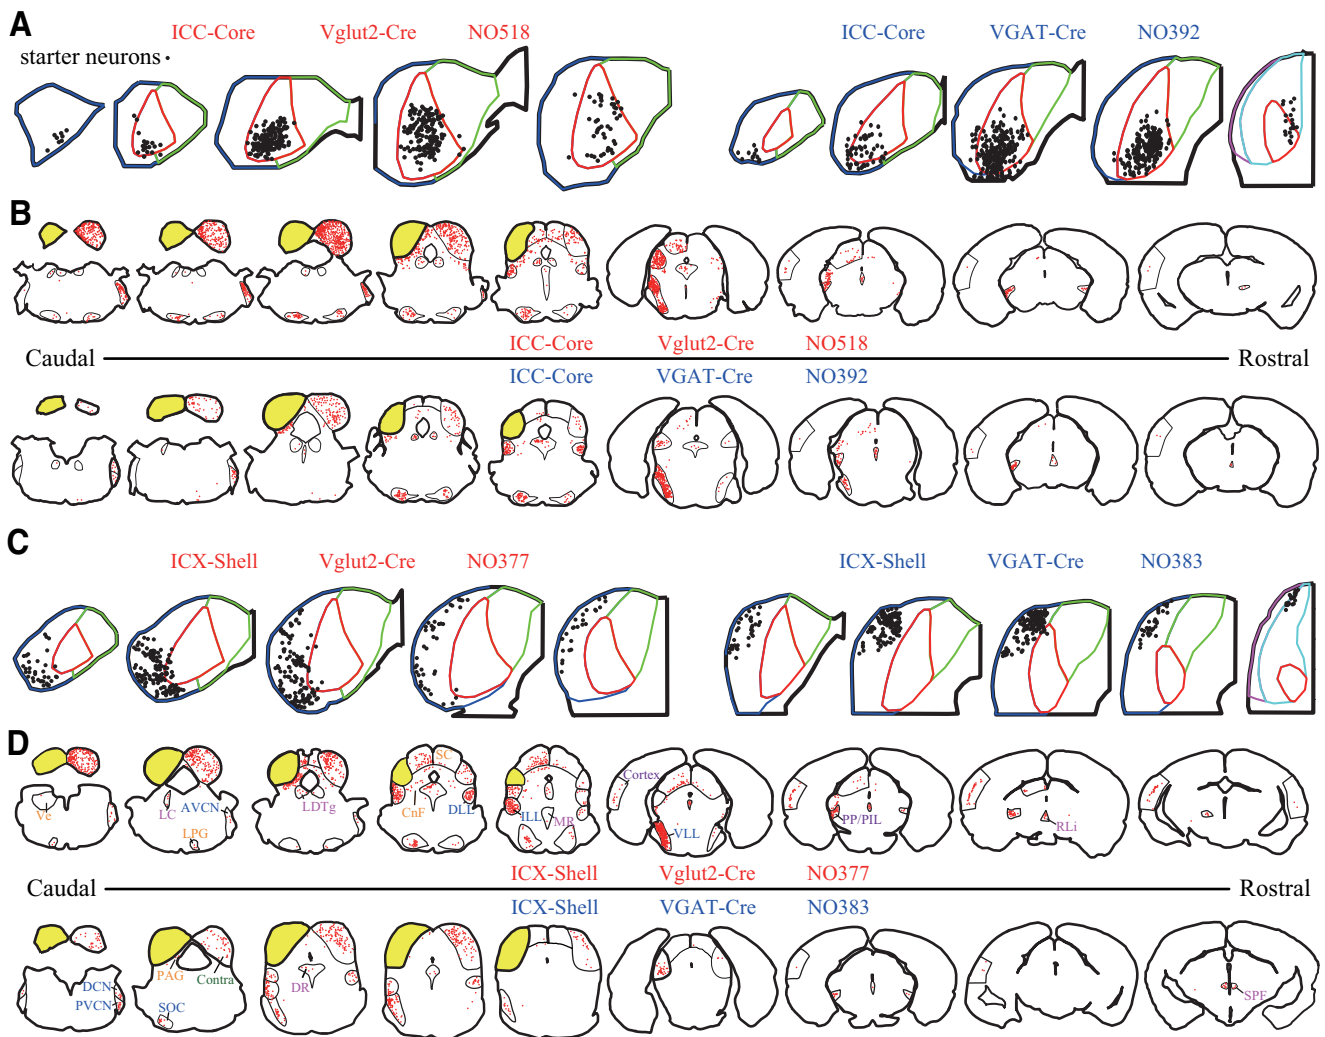 A
ICC-Core Vglut2-Cre NO518
ICC-Core VGAT-Cre NO392
starter neurons
B
Caudal
ICC-Core Vglut2-Cre NO518
Rostral
ICC-Core VGAT-Cre NO392
C
ICX-Shell Vglut2-Cre NO377
ICX-Shell VGAT-Cre NO383
D
SC
Cortex
Ve
LC
AVCN
LPG
LDTg
CnF
DLL
ILL
MR
VLL
PP/PIL
RLi
Caudal
ICX-Shell Vglut2-Cre NO377
Rostral
ICX-Shell VGAT-Cre NO383
DCN
PVCN
PAG
Contra
SOC
DR
SPF